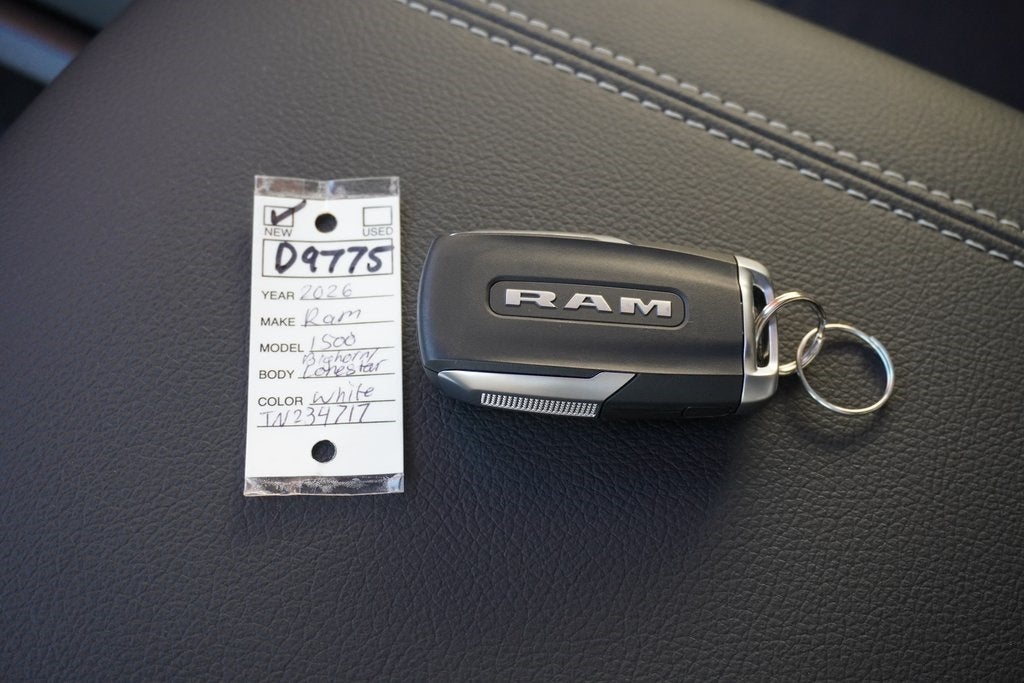 NEW USED
D9775
YEAR 2026
MAKE Ram
MODEL 1500
Bighorn/
BODY Lonestar
COLOR White
TN234717
RAM